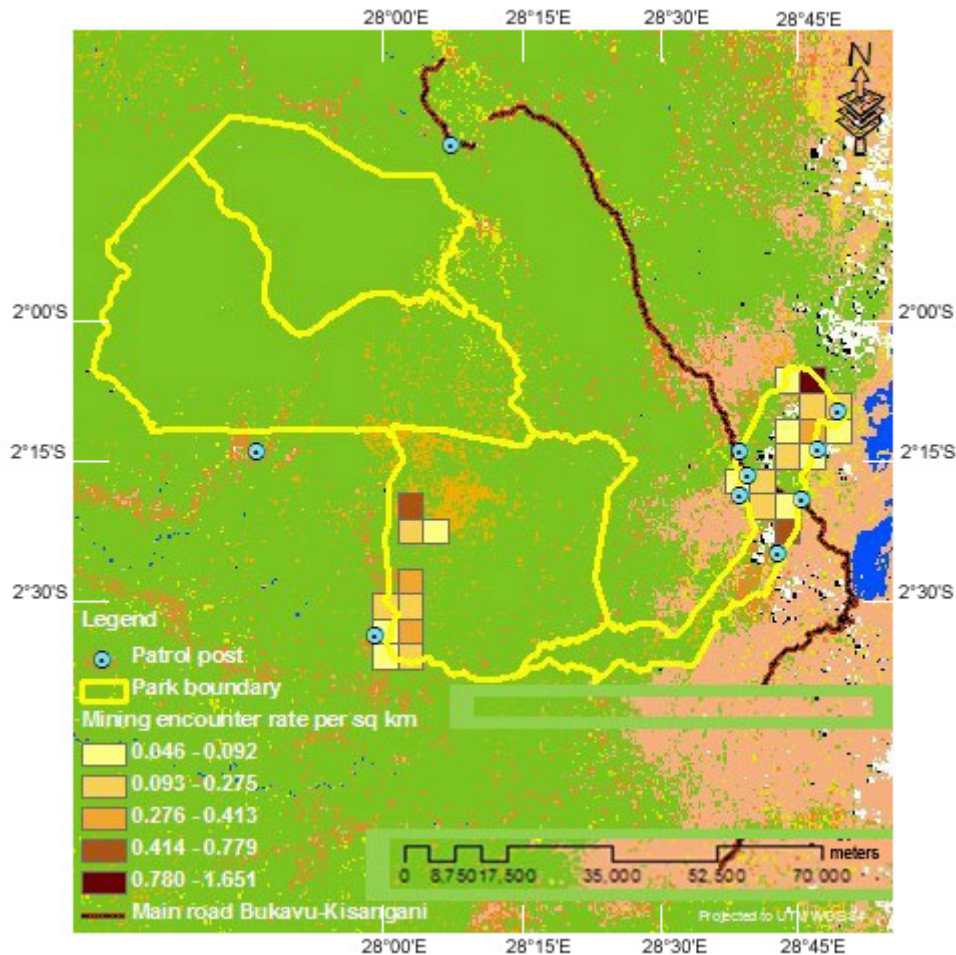 28°00'E 28°15'E 28°30'E 28°45'E
N
2°00'S 2°00'S
2°15'S 2°15'S
2°30'S 2°30'S
Legend
Patrol post
Park boundary
Mining encounter rate per sq km
0.046 - 0.092
0.093 - 0.275
0.276 - 0.413
0.414 - 0.779
0.780 - 1.651
Main road Bukavu-Kisangani
meters
0 8,750 17,500 35,000 52,500 70,000
Projected to UTM WGS 84
28°00'E 28°15'E 28°30'E 28°45'E